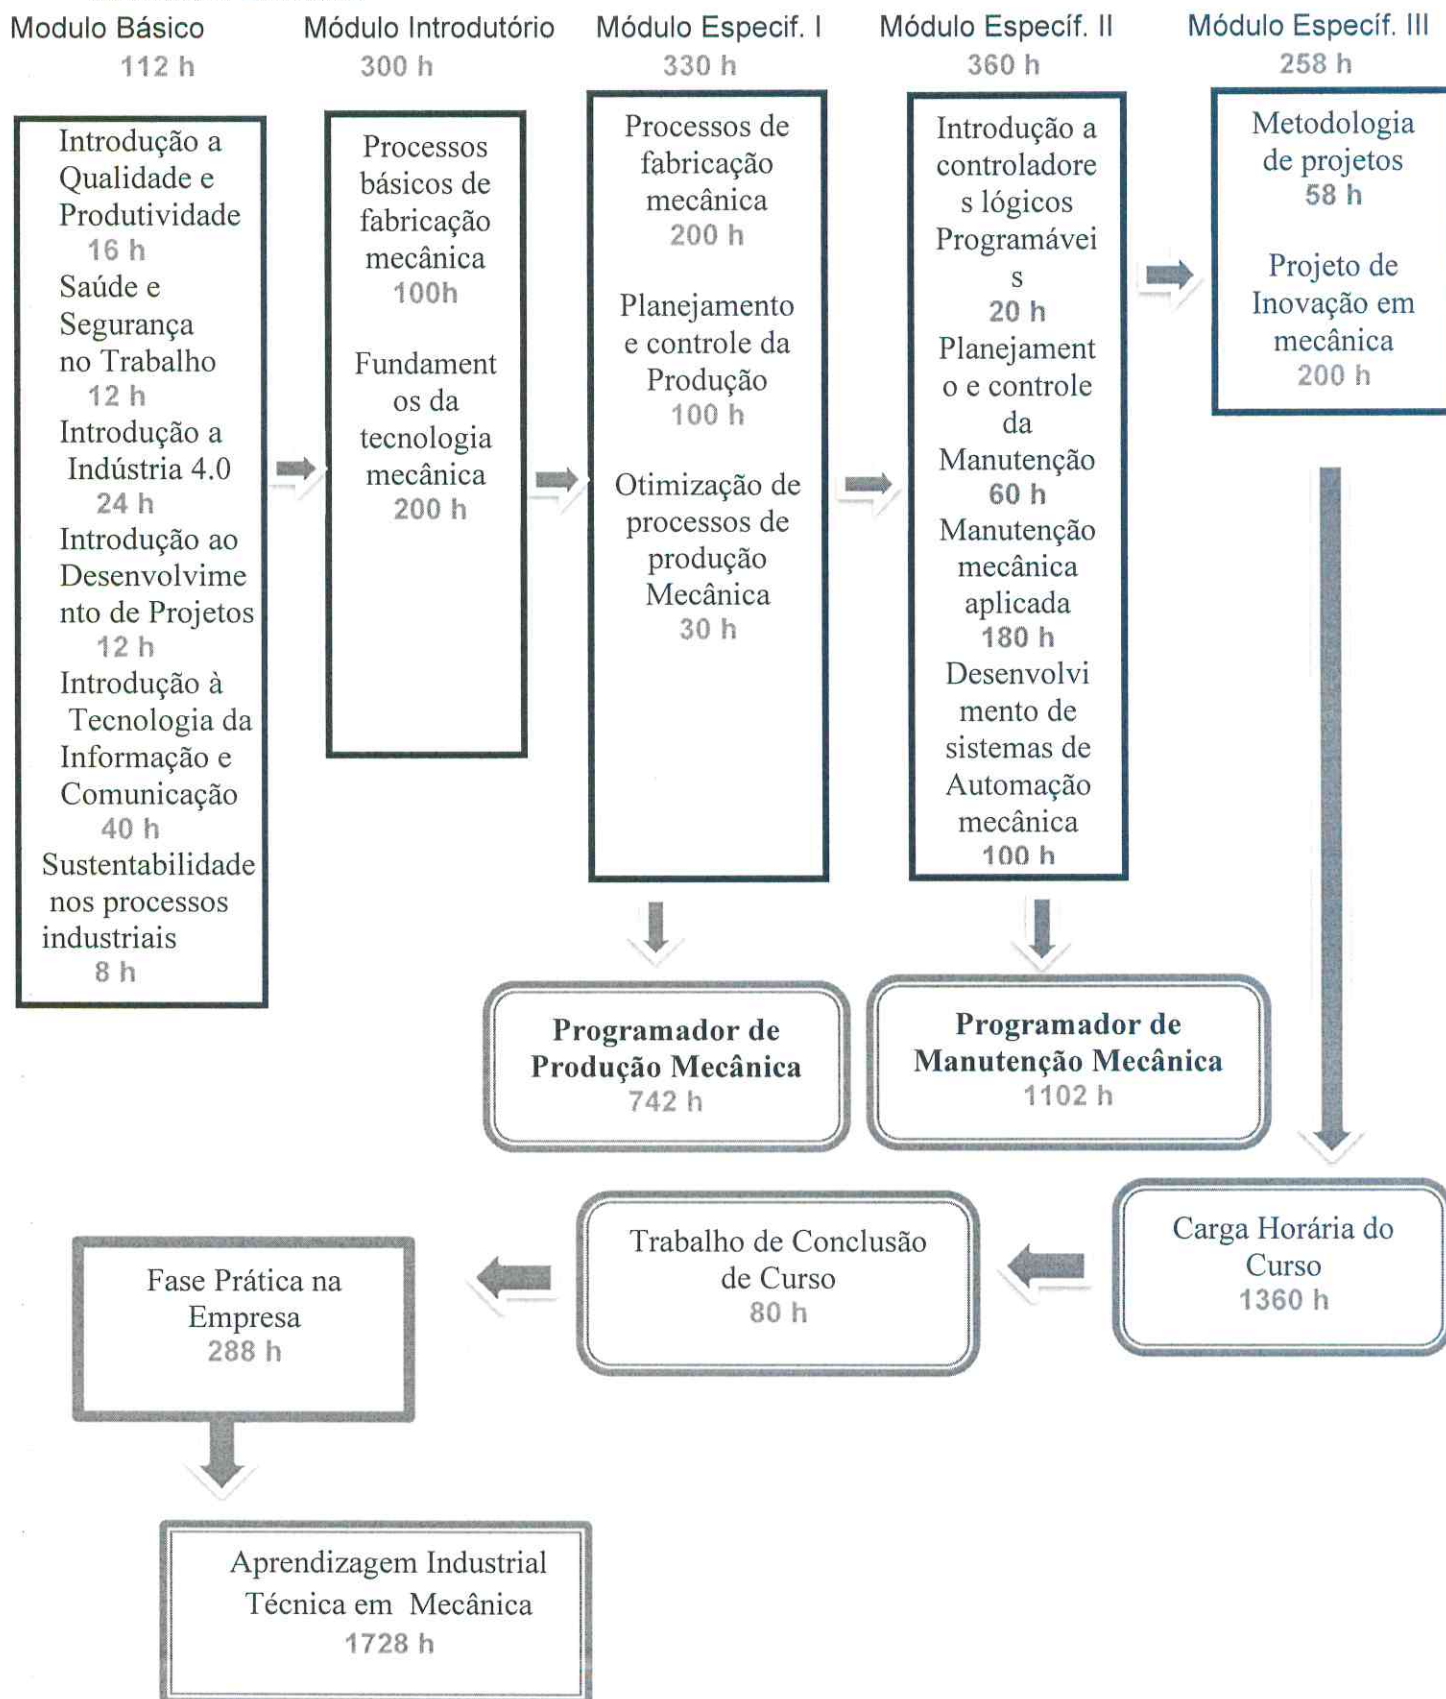 Modulo Básico
112 h
Introdução a
Qualidade e
Produtividade
16 h
Saúde e
Segurança
no Trabalho
12 h
Introdução a
Indústria 4.0
24 h
Introdução ao
Desenvolvime
nto de Projetos
12 h
Introdução à
Tecnologia da
Informação e
Comunicação
40 h
Sustentabilidade
nos processos
industriais
8 h
Módulo Introdutório
300 h
Processos
básicos de
fabricação
mecânica
100h
Fundament
os da
tecnologia
mecânica
200 h
Módulo Especif. I
330 h
Processos de
fabricação
mecânica
200 h
Planejamento
e controle da
Produção
100 h
Otimização de
processos de
produção
Mecânica
30 h
Módulo Específ. II
360 h
Introdução a
controladore
s lógicos
Programávei
s
20 h
Planejament
o e controle
da
Manutenção
60 h
Manutenção
mecânica
aplicada
180 h
Desenvolvi
mento de
sistemas de
Automação
mecânica
100 h
Módulo Específ. III
258 h
Metodologia
de projetos
58 h
Projeto de
Inovação em
mecânica
200 h
Programador de
Produção Mecânica
742 h
Programador de
Manutenção Mecânica
1102 h
Carga Horária do
Curso
1360 h
Trabalho de Conclusão
de Curso
80 h
Fase Prática na
Empresa
288 h
Aprendizagem Industrial
Técnica em Mecânica
1728 h